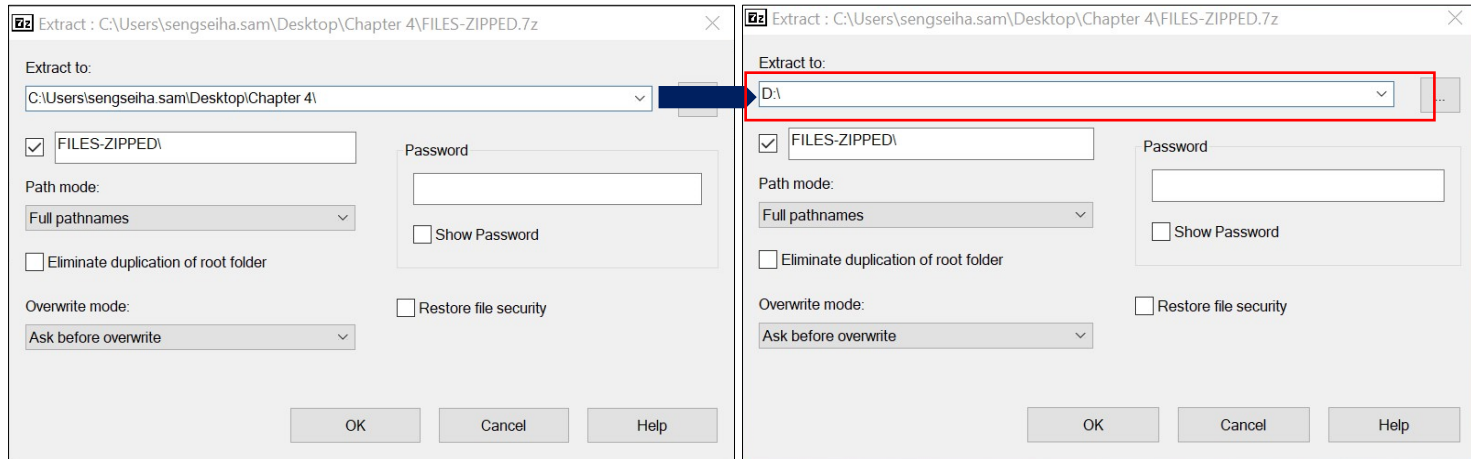 7z Extract : C:\Users\sengseiha.sam\Desktop\Chapter 4\FILES-ZIPPED.7z
Extract to:
C:\Users\sengseiha.sam\Desktop\Chapter 4\
FILES-ZIPPED\
Password
Path mode:
Full pathnames
Show Password
Eliminate duplication of root folder
Overwrite mode:
Restore file security
Ask before overwrite
OK Cancel Help
7z Extract : C:\Users\sengseiha.sam\Desktop\Chapter 4\FILES-ZIPPED.7z
Extract to:
D:\
...
FILES-ZIPPED\
Password
Path mode:
Full pathnames
Show Password
Eliminate duplication of root folder
Overwrite mode:
Restore file security
Ask before overwrite
OK Cancel Help